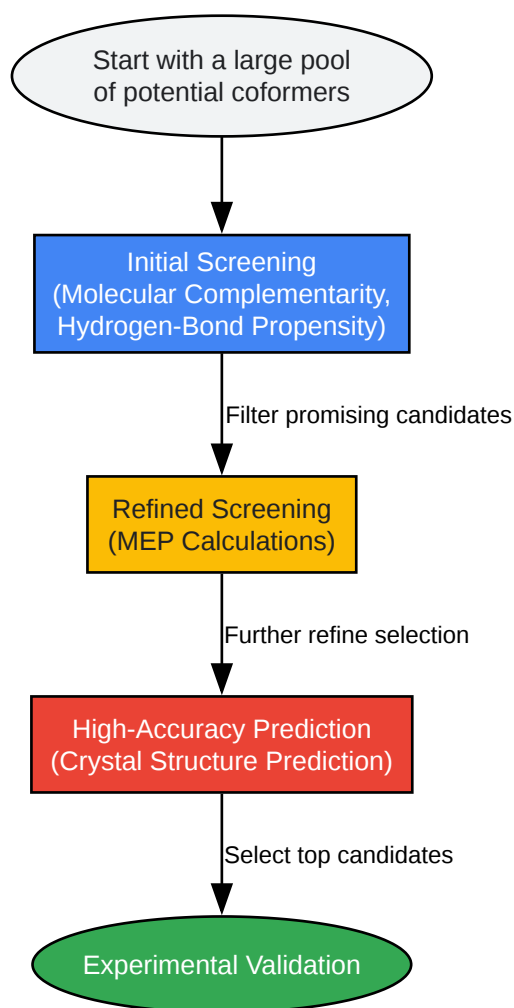 Start with a large pool
of potential coformers
Initial Screening
(Molecular Complementarity,
Hydrogen-Bond Propensity)
Filter promising candidates
Refined Screening
(MEP Calculations)
Further refine selection
High-Accuracy Prediction
(Crystal Structure Prediction)
Select top candidates
Experimental Validation